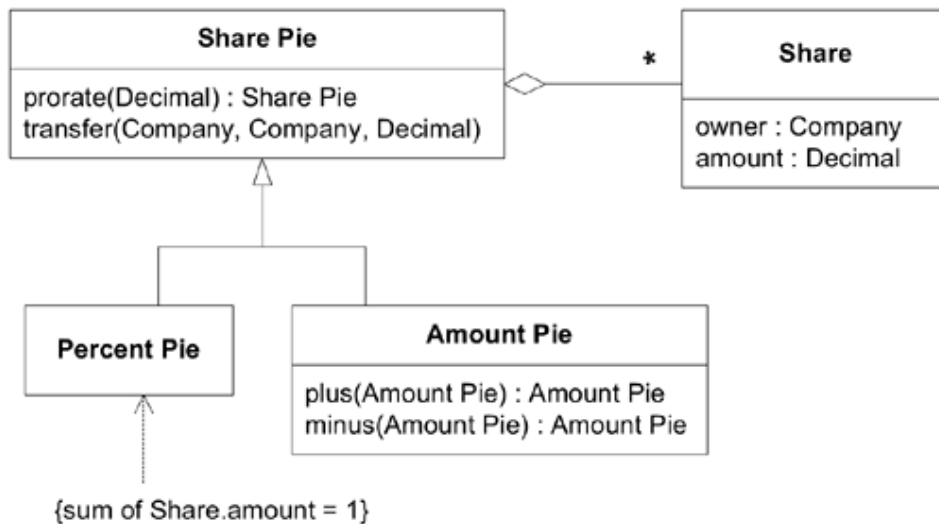 Share Pie
prorate(Decimal) : Share Pie
transfer(Company, Company, Decimal)
*
Share
owner : Company
amount : Decimal
Percent Pie
Amount Pie
plus(Amount Pie) : Amount Pie
minus(Amount Pie) : Amount Pie
{sum of Share.amount = 1}